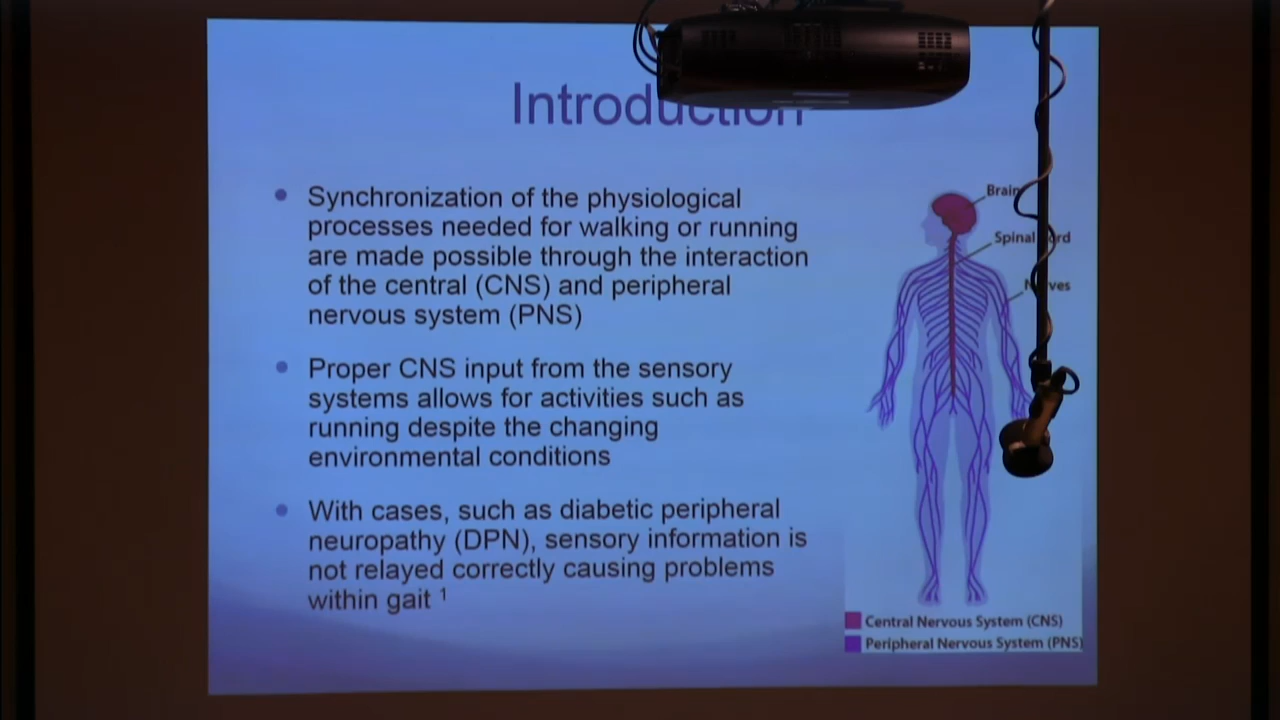 Introduction
Synchronization of the physiological
processes needed for walking or running
are made possible through the interaction
of the central (CNS) and peripheral
nervous system (PNS)
Proper CNS input from the sensory
systems allows for activities such as
running despite the changing
environmental conditions
With cases, such as diabetic peripheral
neuropathy (DPN), sensory information is
not relayed correctly causing problems
within gait 1
Brain
Spinal Cord
Nerves
Central Nervous System (CNS)
Peripheral Nervous System (PNS)